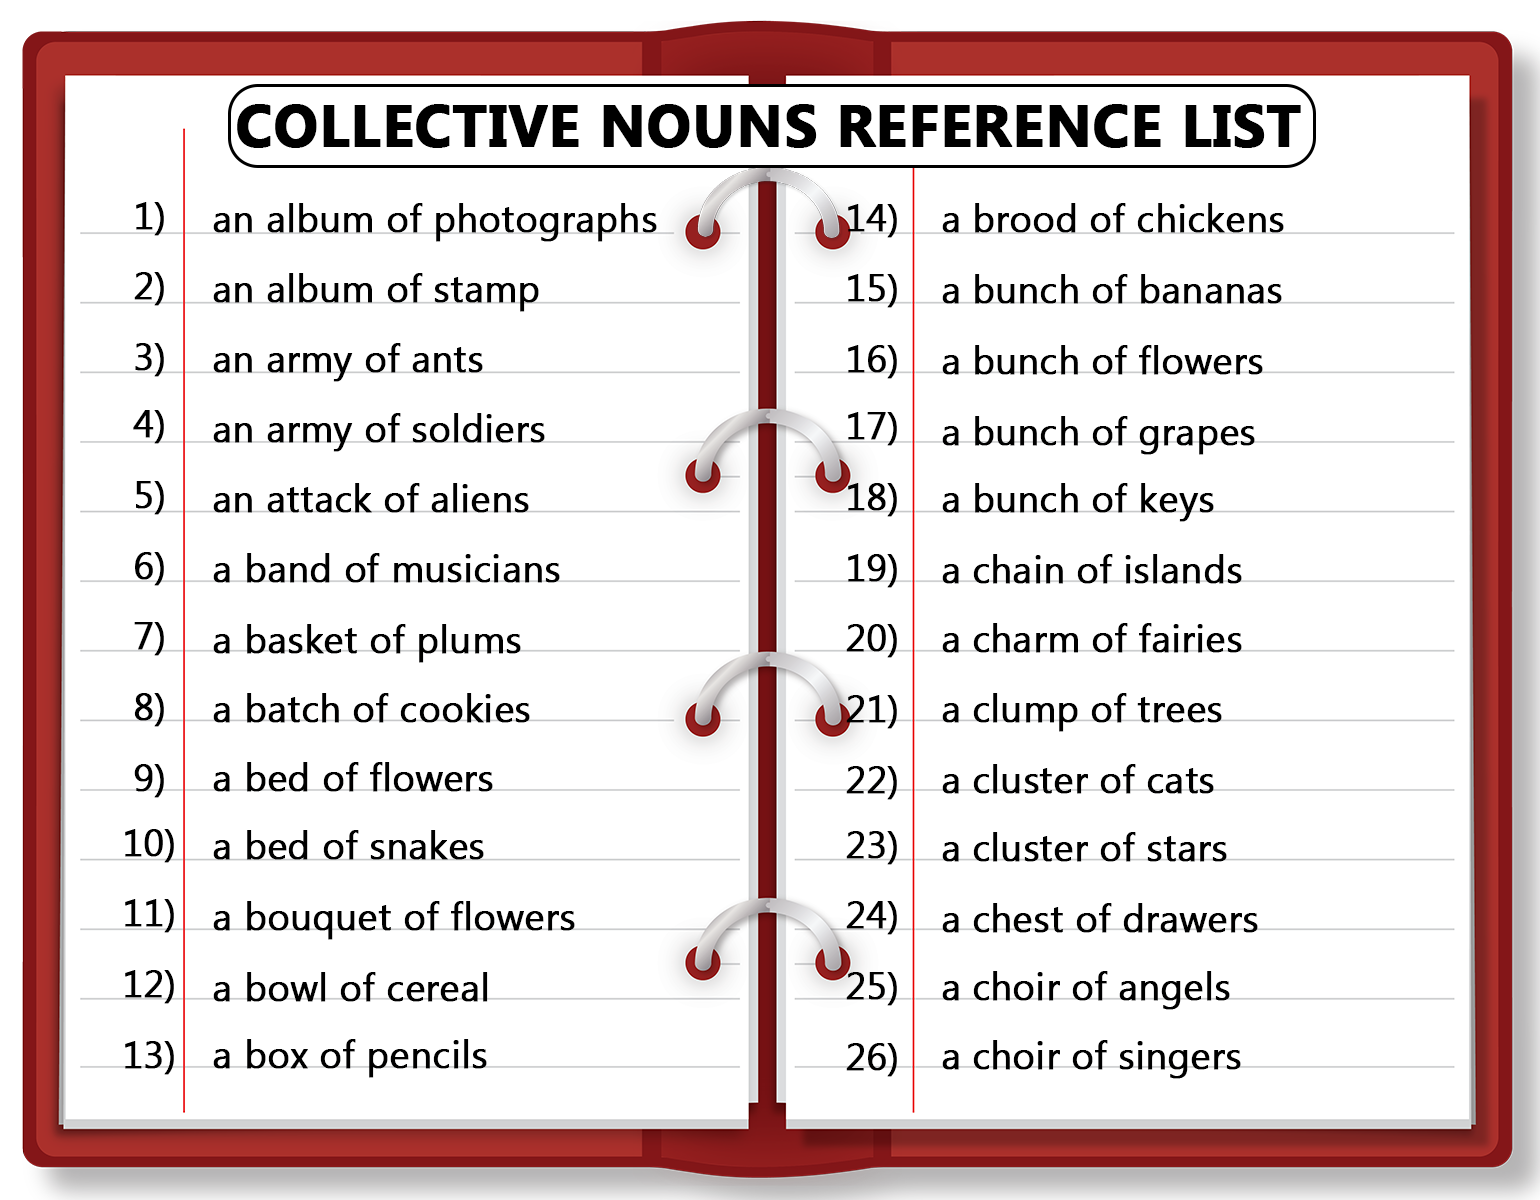 COLLECTIVE NOUNS REFERENCE LIST
1) an album of photographs
2) an album of stamp
3) an army of ants
4) an army of soldiers
5) an attack of aliens
6) a band of musicians
7) a basket of plums
8) a batch of cookies
9) a bed of flowers
10) a bed of snakes
11) a bouquet of flowers
12) a bowl of cereal
13) a box of pencils
14) a brood of chickens
15) a bunch of bananas
16) a bunch of flowers
17) a bunch of grapes
18) a bunch of keys
19) a chain of islands
20) a charm of fairies
21) a clump of trees
22) a cluster of cats
23) a cluster of stars
24) a chest of drawers
25) a choir of angels
26) a choir of singers